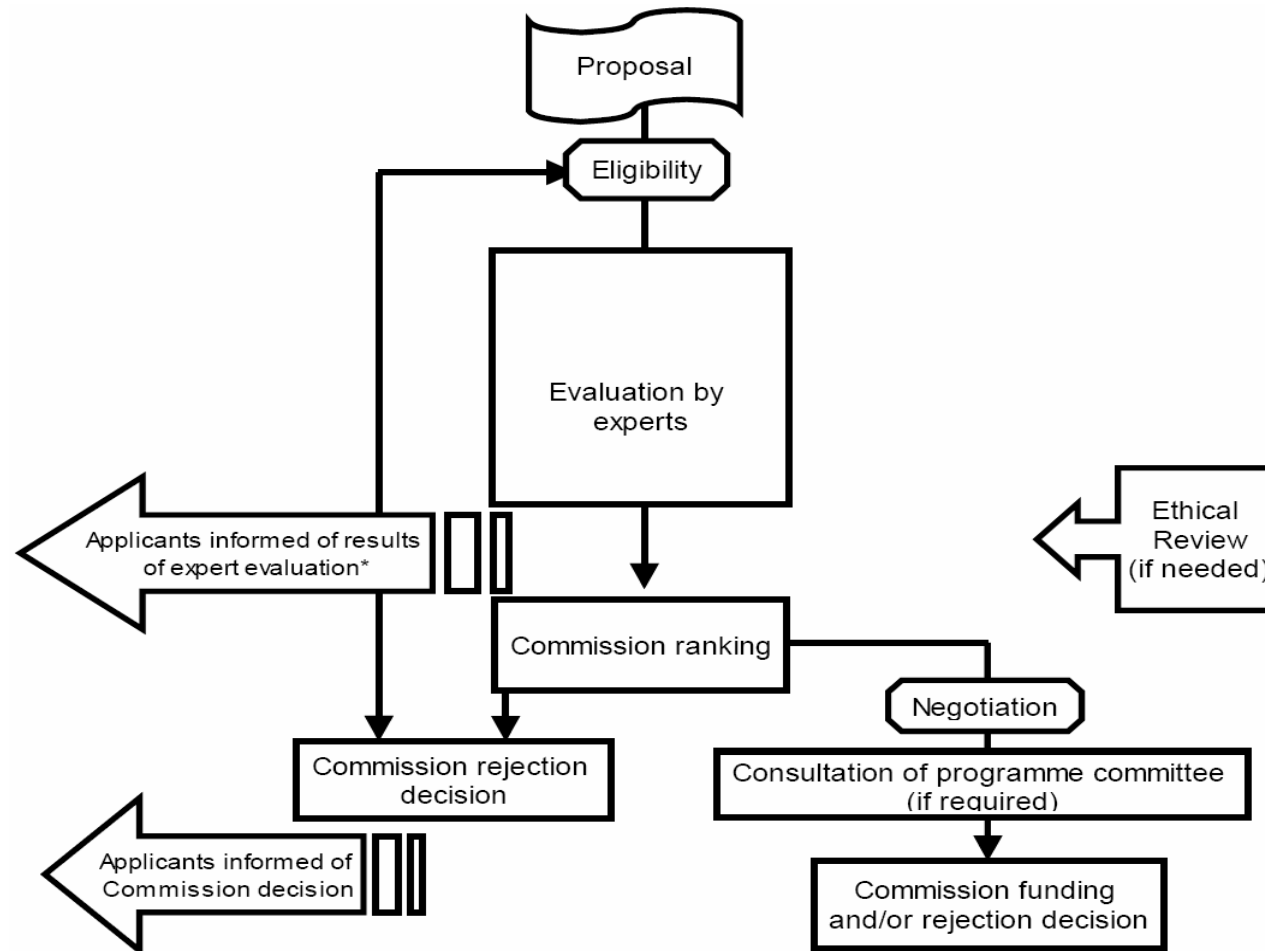 Proposal
Eligibility
Evaluation by
experts
Applicants informed of results
of expert evaluation*
Ethical
Review
(if needed)
Commission ranking
Negotiation
Commission rejection
decision
Consultation of programme committee
(if required)
Applicants informed of
Commission decision
Commission funding
and/or rejection decision